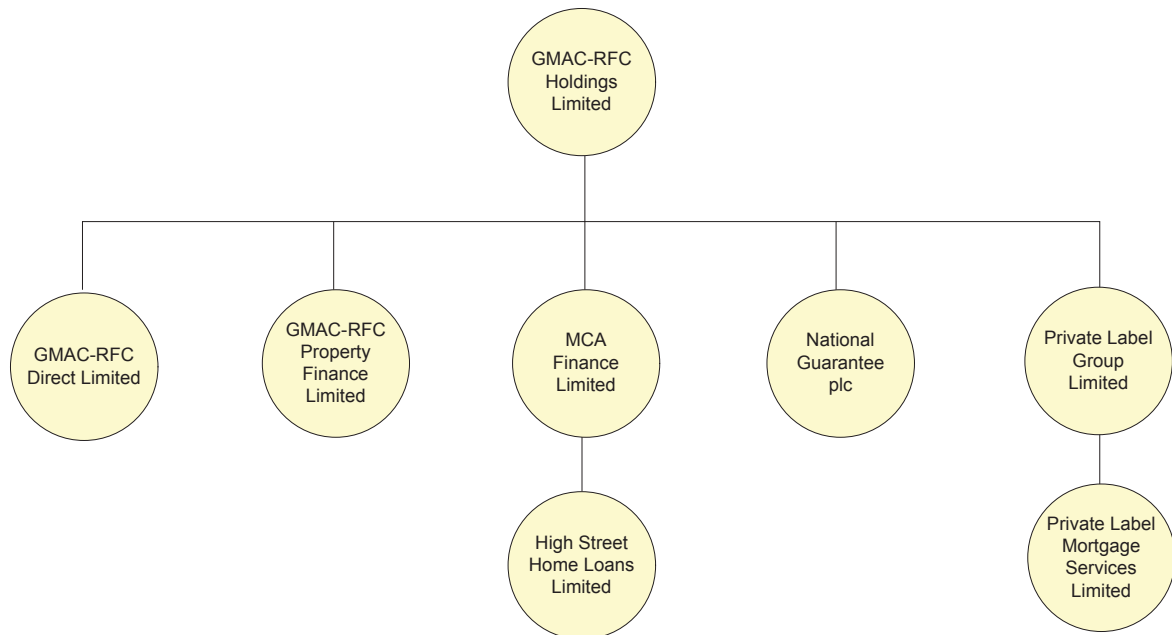 GMAC-RFC
Holdings
Limited
GMAC-RFC
Direct Limited
GMAC-RFC
Property
Finance
Limited
MCA
Finance
Limited
National
Guarantee
plc
Private Label
Group
Limited
High Street
Home Loans
Limited
Private Label
Mortgage
Services
Limited